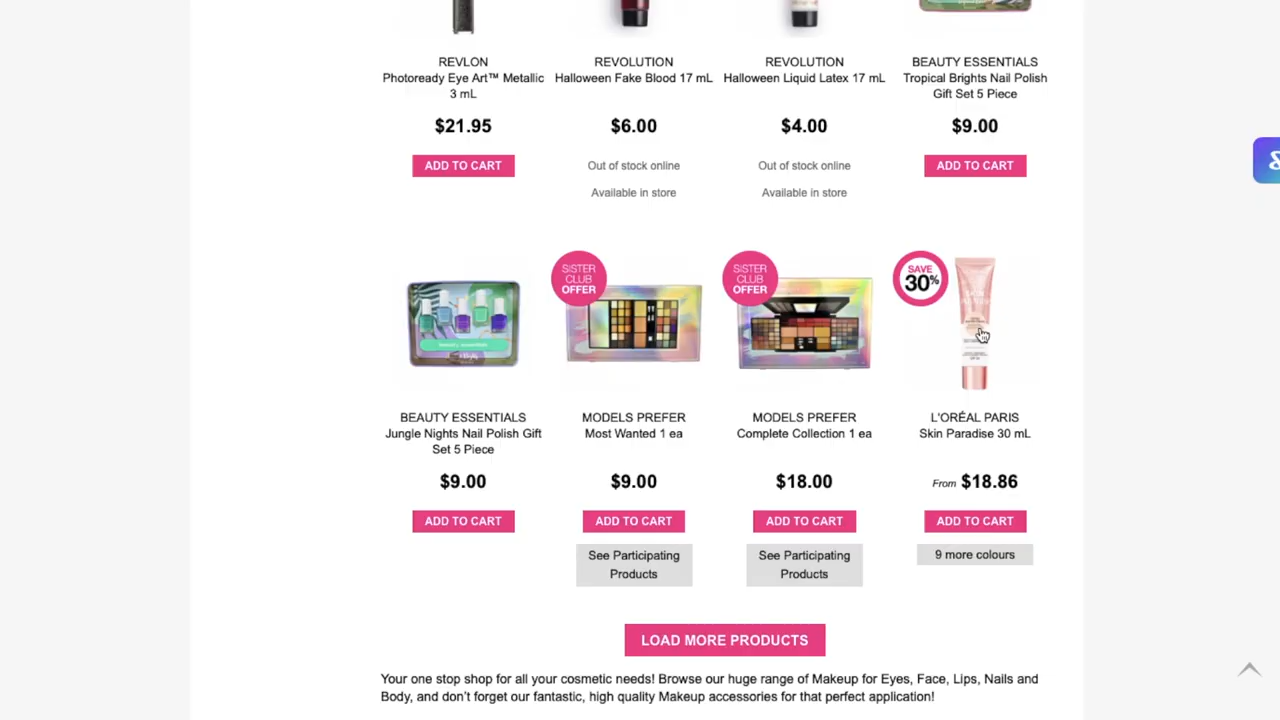 REVLON
Photoready Eye Art™ Metallic
3 mL
$21.95
ADD TO CART
REVOLUTION
Halloween Fake Blood 17 mL
$6.00
Out of stock online
Available in store
REVOLUTION
Halloween Liquid Latex 17 mL
$4.00
Out of stock online
Available in store
BEAUTY ESSENTIALS
Tropical Brights Nail Polish
Gift Set 5 Piece
$9.00
ADD TO CART
BEAUTY ESSENTIALS
Jungle Nights Nail Polish Gift
Set 5 Piece
$9.00
ADD TO CART
SISTER
CLUB
OFFER
MODELS PREFER
Most Wanted 1 ea
$9.00
ADD TO CART
See Participating
Products
SISTER
CLUB
OFFER
MODELS PREFER
Complete Collection 1 ea
$18.00
ADD TO CART
See Participating
Products
SAVE
30%
L'ORÉAL PARIS
Skin Paradise 30 mL
From $18.86
ADD TO CART
9 more colours
LOAD MORE PRODUCTS
Your one stop shop for all your cosmetic needs! Browse our huge range of Makeup for Eyes, Face, Lips, Nails and
Body, and don't forget our fantastic, high quality Makeup accessories for that perfect application!